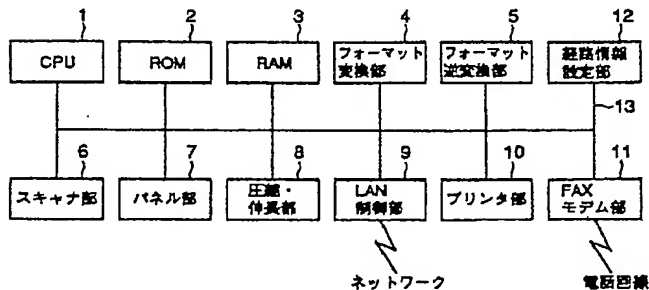 1
2
3
4
5
12
CPU
ROM
RAM
フォーマット
変換部
フォーマット
逆変換部
経路情報
設定部
13
6
7
8
9
10
11
スキャナ部
パネル部
圧縮・
伸長部
LAN
制御部
プリンタ部
FAX
モデム部
ネットワーク
電話回線